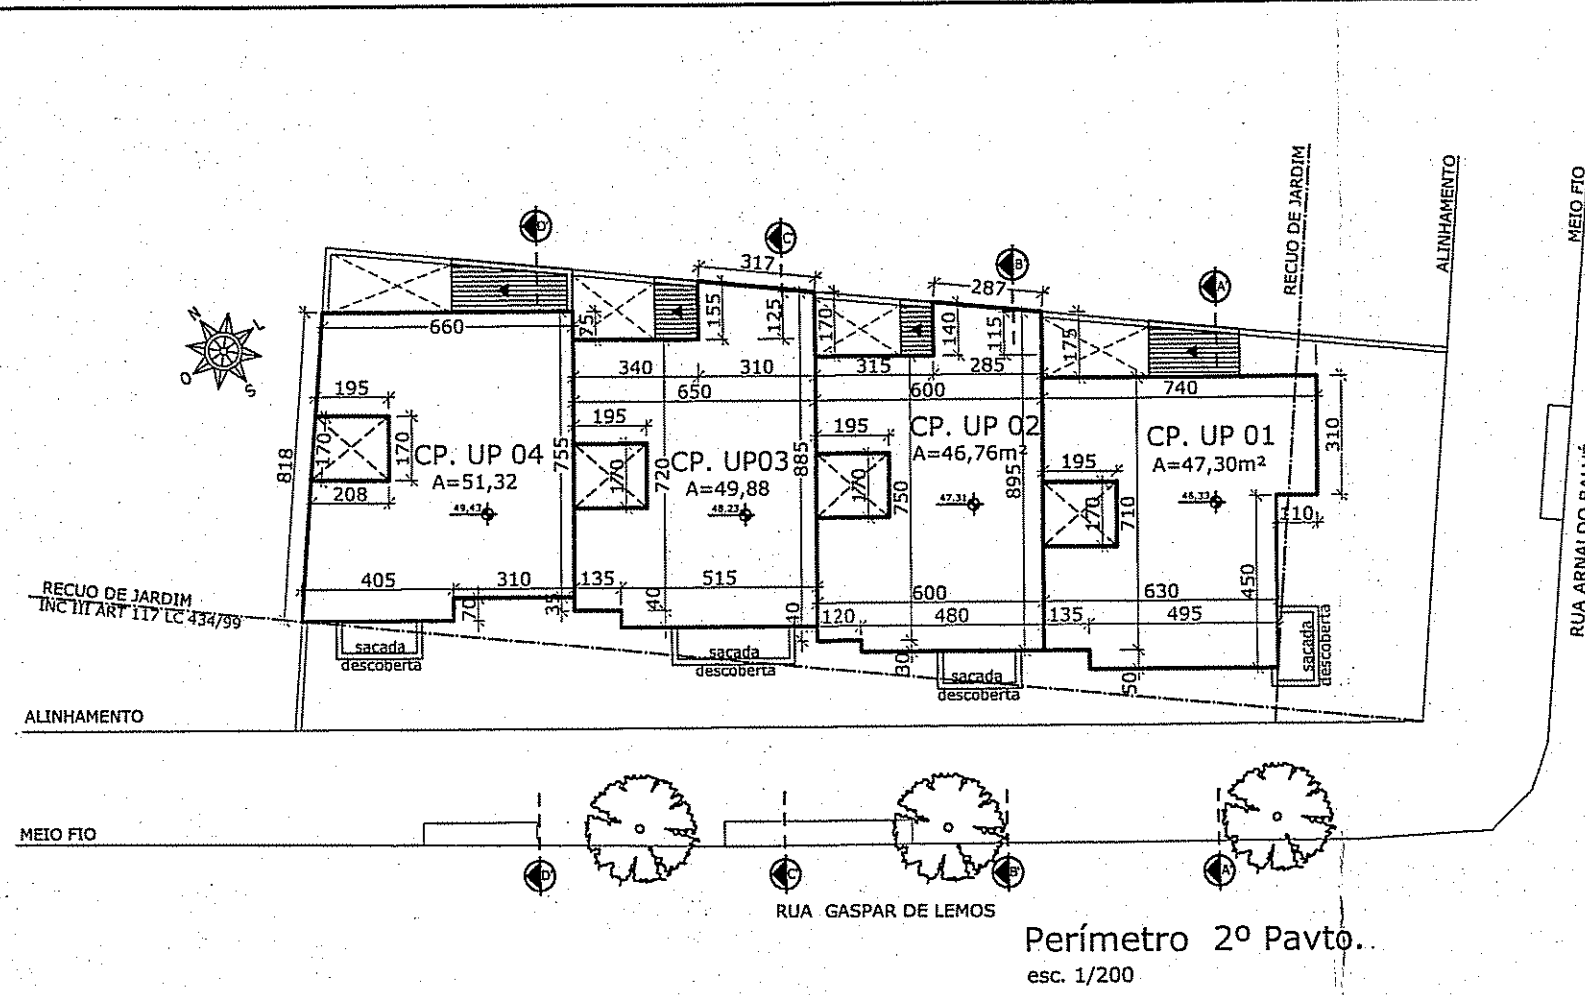 RECUO DE JARDIM
ALINHAMENTO
MEIO FIO
D'
C'
B'
A'
317
287
N
L
O
S
660
75
155
125
170
140
115
175
340
310
315
285
740
650
600
195
195
195
195
310
818
170
170
208
CP. UP 04
A=51,32
49,43
755
170
720
CP. UP03
A=49,88
48.23
885
170
750
CP. UP 02
A=46,76m²
47.31
895
170
710
CP. UP 01
A=47,30m²
48.33
110
450
405
310
135
515
600
630
70
35
40
40
120
480
135
495
30
50
RECUO DE JARDIM
INC III ART 117 LC 434/99
sacada
descoberta
sacada
descoberta
sacada
descoberta
sacada
descoberta
RUA ARNALDO
ALINHAMENTO
MEIO FIO
D'
C'
B'
A'
RUA GASPAR DE LEMOS
Perímetro 2º Pavto.
esc. 1/200